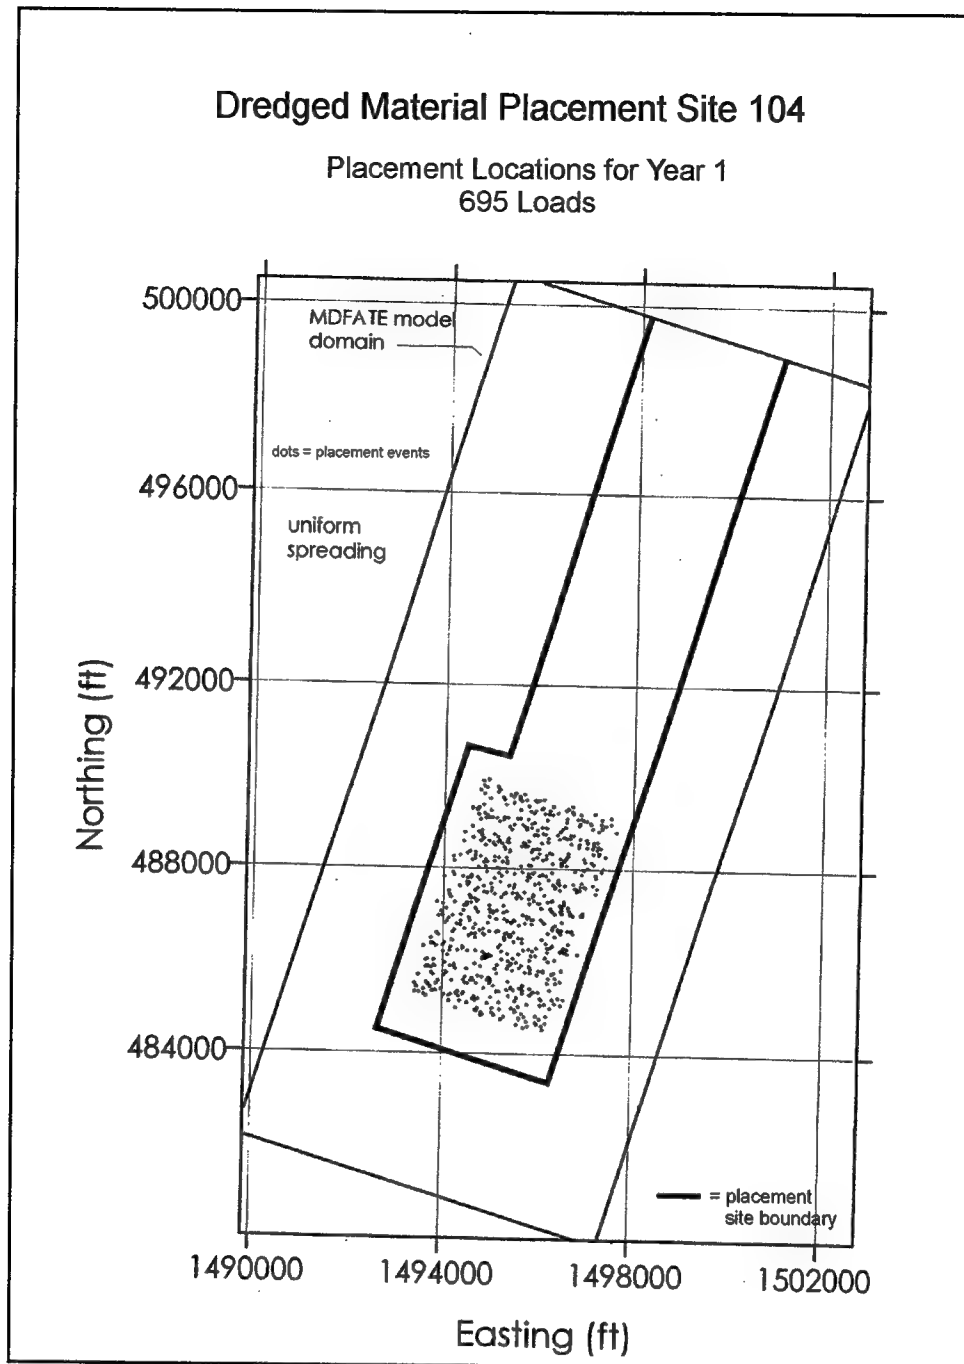 Dredged Material Placement Site 104
Placement Locations for Year 1
695 Loads
500000
MDFATE model
domain
dots = placement events
496000
uniform
spreading
492000
Northing (ft)
488000
484000
= placement
site boundary
1490000
1494000
1498000
1502000
Easting (ft)